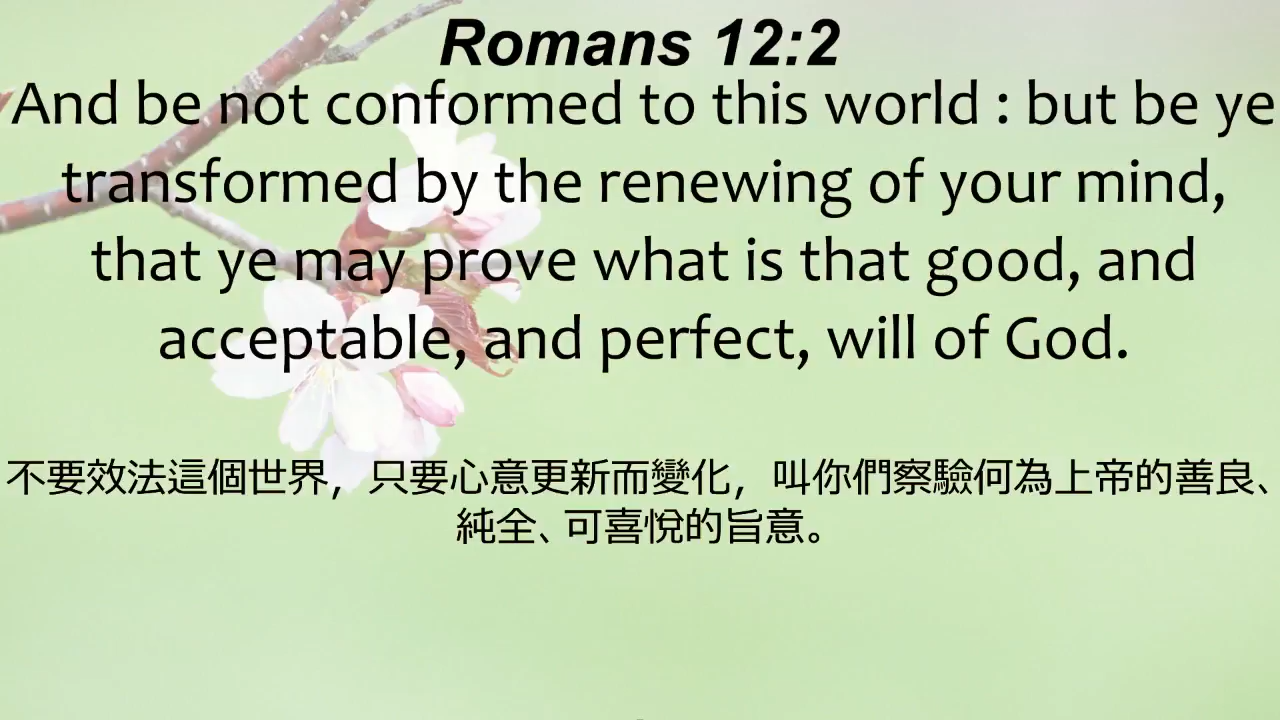 Romans 12:2
And be not conformed to this world : but be ye
transformed by the renewing of your mind,
that ye may prove what is that good, and
acceptable, and perfect, will of God.
不要效法這個世界，只要心意更新而變化，叫你們察驗何為上帝的善良、
純全、可喜悅的旨意。